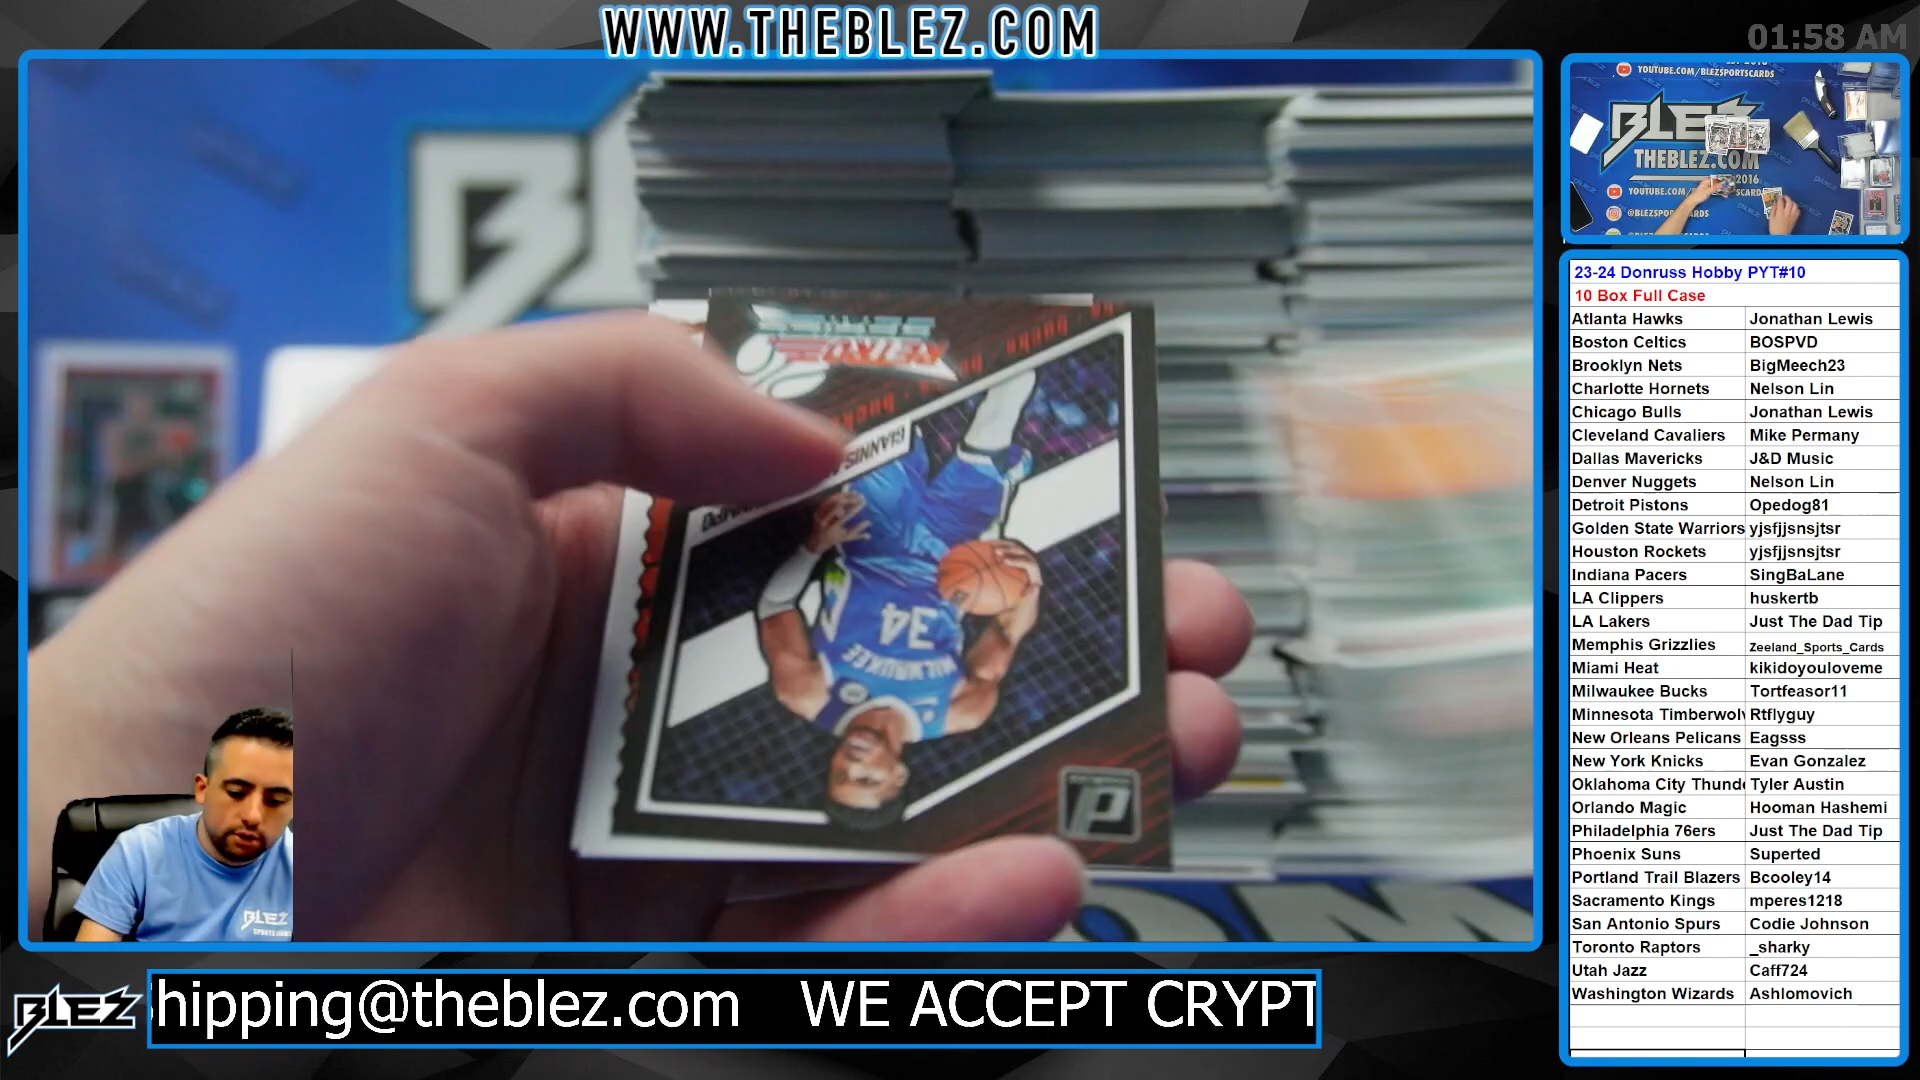 WWW.THEBLEZ.COM
01:58 AM
YOUTUBE.COM/BLEZSPORTSCARDS
BLEZ
THEBLEZ.COM
2016
GIANNIS
34
MILWAUKEE
RETRO SERIES
BLEZ
23-24 Donruss Hobby PYT#10
10 Box Full Case
Atlanta Hawks Jonathan Lewis
Boston Celtics BOSPVD
Brooklyn Nets BigMeech23
Charlotte Hornets Nelson Lin
Chicago Bulls Jonathan Lewis
Cleveland Cavaliers Mike Permany
Dallas Mavericks J&D Music
Denver Nuggets Nelson Lin
Detroit Pistons Opedog81
Golden State Warriors yjsfjjsnsjtsr
Houston Rockets yjsfjjsnsjtsr
Indiana Pacers SingBaLane
LA Clippers huskertb
LA Lakers Just The Dad Tip
Memphis Grizzlies Zeeland_Sports_Cards
Miami Heat kikidoyouloveme
Milwaukee Bucks Tortfeasor11
Minnesota Timberwolv Rtflyguy
New Orleans Pelicans Eagsss
New York Knicks Evan Gonzalez
Oklahoma City Thunde Tyler Austin
Orlando Magic Hooman Hashemi
Philadelphia 76ers Just The Dad Tip
Phoenix Suns Superted
Portland Trail Blazers Bcooley14
Sacramento Kings mperes1218
San Antonio Spurs Codie Johnson
Toronto Raptors _sharky
Utah Jazz Caff724
Washington Wizards Ashlomovich
BLEZ
hipping@theblez.com WE ACCEPT CRYPT